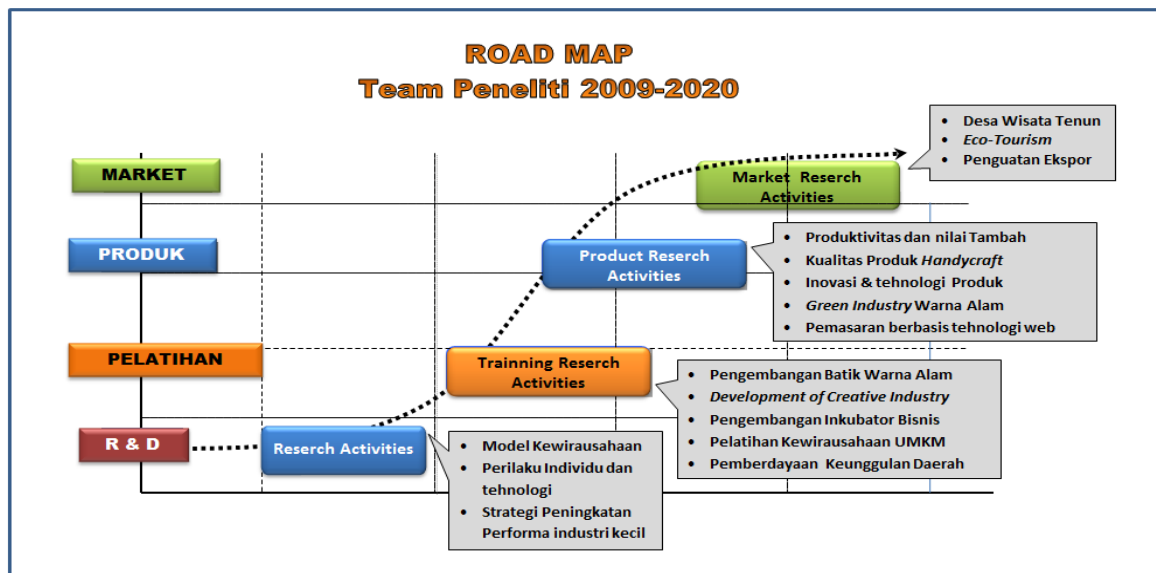 ROAD MAP
Team Peneliti 2009-2020
MARKET
Market Reserch
Activities
• Desa Wisata Tenun
• Eco-Tourism
• Penguatan Ekspor
PRODUK
Product Reserch
Activities
• Produktivitas dan nilai Tambah
• Kualitas Produk Handycraft
• Inovasi & tehnologi Produk
• Green Industry Warna Alam
• Pemasaran berbasis tehnologi web
PELATIHAN
Trainning Reserch
Activities
• Pengembangan Batik Warna Alam
• Development of Creative Industry
• Pengembangan Inkubator Bisnis
• Pelatihan Kewirausahaan UMKM
• Pemberdayaan Keunggulan Daerah
R & D
Reserch Activities
• Model Kewirausahaan
• Perilaku Individu dan
tehnologi
• Strategi Peningkatan
Performa industri kecil